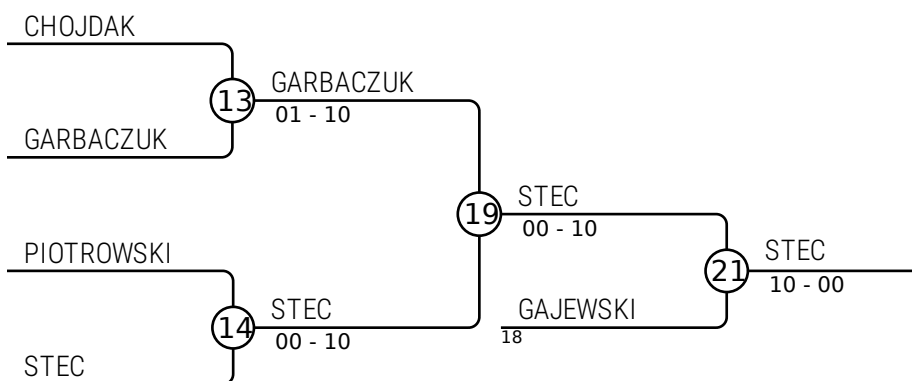 CHOJDAK
13
GARBACZUK
01 - 10
GARBACZUK
19
STEC
00 - 10
PIOTROWSKI
21
STEC
10 - 00
14
STEC
00 - 10
GAJEWSKI
18
STEC